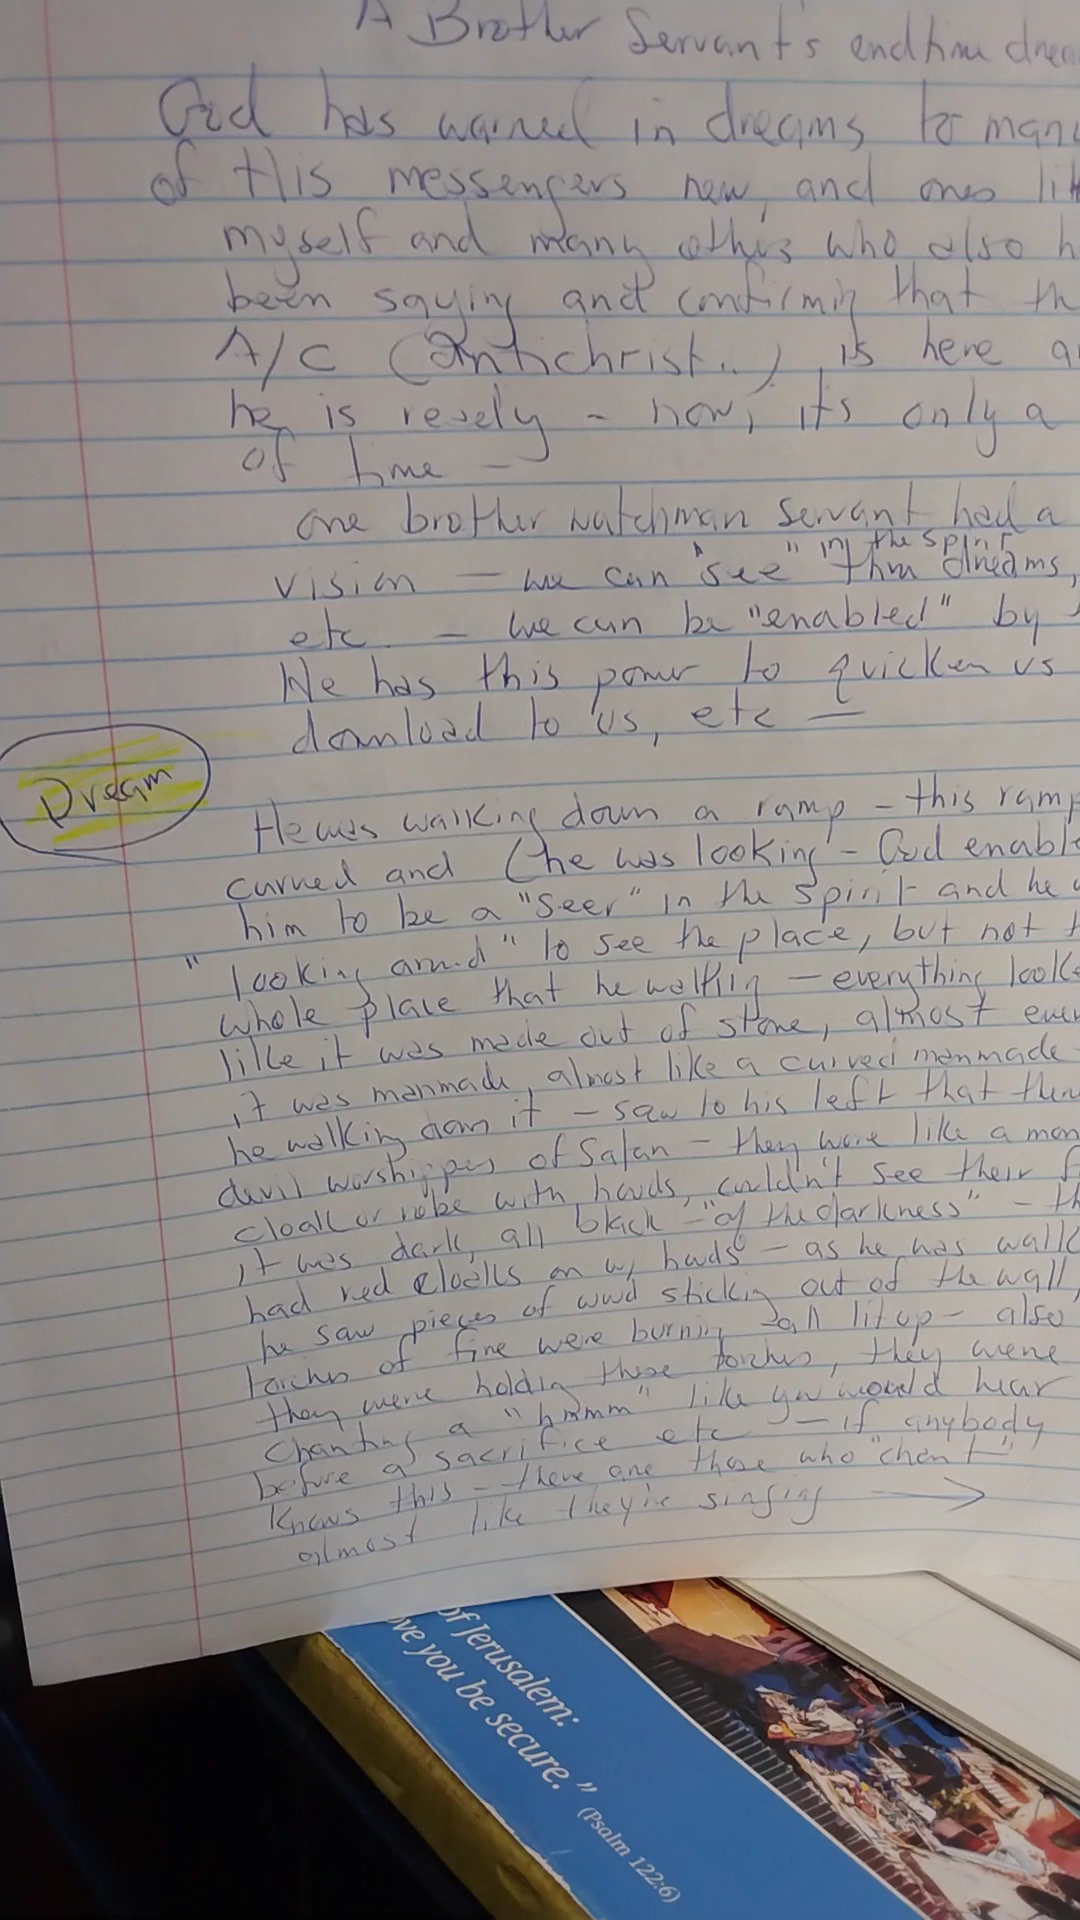 A Brother Servant's endtime drea
God has warned in dreams to man
of His messengers new, and ones lik
myself and many others who also h
been saying and confirmin that th
A/C (Antichrist..) is here a
he is ready - now, its only a
of time -
one brother watchman servant had a
in the spirit
vision - we can "see" thru dreams,
etc - we can be "enabled" by
He has this power to quicken us
download to us, etc -
Dream
He was walking down a ramp - this ramp
curved and (he was looking - God enable
him to be a "seer" in the spirit and he w
"looking around" to see the place, but not t
whole place that he walking - everything looke
like it was made out of stone, almost ever
it was manmade, almost like a curved manmade
he walking down it - saw to his left that ther
devil worshippers of Satan - they were like a mon
cloak or robe with hoods, couldn't see their f
it was dark, all black - "of the darkness" - th
had red cloaks on w/ hoods - as he was walk
he saw pieces of wood stickin out of the wall,
torches of fire were burning all lit up - also
they were holding these torches, they were
chanting a "hmmm" like you would hear
before a sacrifice etc - if anybody
knows this - there are those who "chant"
almost like they're singing →
of Jerusalem:
ove you be secure."
(Psalm 122:6)